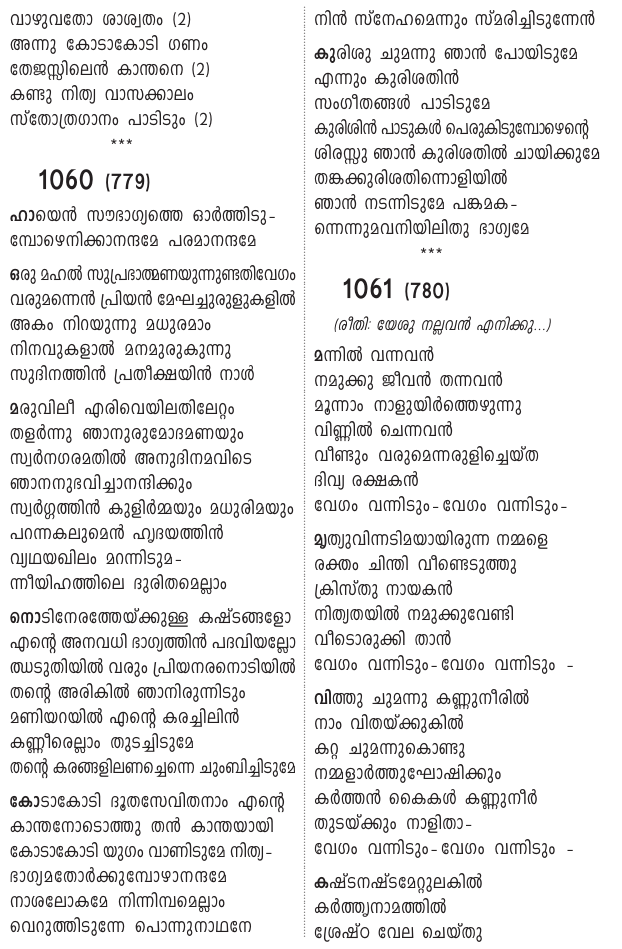 വാഴുവതോ ശാശ്വതം (2)
അന്നു കോടാകോടി ഗണം
തേജസ്സിലെൻ കാന്തനെ (2)
കണ്ടു നിത്യ വാസക്കാലം
സ്തോത്രഗാനം പാടിടും (2)
***
1060 (779)
ഹായെൻ സൗഭാഗ്യത്തെ ഓർത്തിടു-
മ്പോഴെനിക്കാനന്ദമേ പരമാനന്ദമേ
ഒരു മഹൽ സുപ്രഭാത്മണയുന്നുണ്ടതിവേഗം
വരുമന്നെൻ പ്രിയൻ മേഘച്ചുരുളുകളിൽ
അകം നിറയുന്നു മധുരമാം
നിനവുകളാൽ മനമുരുകുന്നു
സുദിനത്തിൻ പ്രതീക്ഷയിൻ നാൾ
മരുവിലീ എരിവെയിലതിലേറ്റം
തളർന്നു ഞാനുരുമോദമണയും
സ്വർനഗരമതിൽ അനുദിനമവിടെ
ഞാനനുഭവിച്ചാനന്ദിക്കും
സ്വർഗ്ഗത്തിൻ കുളിർമ്മയും മധുരിമയും
പറന്നകലുമെൻ ഹൃദയത്തിൻ
വ്യഥയഖിലം മറന്നിടുമ-
ന്നീയിഹത്തിലെ ദുരിതമെല്ലാം
നൊടിനേരത്തേയ്ക്കുള്ള കഷ്ടങ്ങളോ
എന്റെ അനവധി ഭാഗ്യത്തിൻ പദവിയല്ലോ
ഝടുതിയിൽ വരും പ്രിയനരനൊടിയിൽ
തന്റെ അരികിൽ ഞാനിരുന്നിടും
മണിയറയിൽ എന്റെ കരച്ചിലിൻ
കണ്ണീരെല്ലാം തുടച്ചിടുമേ
തന്റെ കരങ്ങളിലണച്ചെന്നെ ചുംബിച്ചിടുമേ
കോടാകോടി ദൂതസേവിതനാം എന്റെ
കാന്തനോടൊത്തു തൻ കാന്തയായി
കോടാകോടി യുഗം വാണിടുമേ നിത്യ-
ഭാഗ്യമതോർക്കുമ്പോഴാനന്ദമേ
നാശലോകമേ നിന്നിമ്പമെല്ലാം
വെറുത്തിടുന്നേ പൊന്നുനാഥനേ
നിൻ സ്നേഹമെന്നും സ്മരിച്ചിടുന്നേൻ
കുരിശു ചുമന്നു ഞാൻ പോയിടുമേ
എന്നും കുരിശതിൻ
സംഗീതങ്ങൾ പാടിടുമേ
കുരിശിൻ പാടുകൾ പെരുകിടുമ്പോഴെന്റെ
ശിരസ്സു ഞാൻ കുരിശതിൽ ചായിക്കുമേ
തങ്കക്കുരിശതിന്നൊളിയിൽ
ഞാൻ നടന്നിടുമേ പങ്കമക-
ന്നെന്നുമവനിയിലിതു ഭാഗ്യമേ
***
1061 (780)
(രീതി: യേശു നല്ലവൻ എനിക്കു...)
മന്നിൽ വന്നവൻ
നമുക്കു ജീവൻ തന്നവൻ
മൂന്നാം നാളുയിർത്തെഴുന്നു
വിണ്ണിൽ ചെന്നവൻ
വീണ്ടും വരുമെന്നരുളിച്ചെയ്ത
ദിവ്യ രക്ഷകൻ
വേഗം വന്നിടും-വേഗം വന്നിടും-
മൃത്യുവിന്നടിമയായിരുന്ന നമ്മളെ
രക്തം ചിന്തി വീണ്ടെടുത്തു
ക്രിസ്തു നായകൻ
നിത്യതയിൽ നമുക്കുവേണ്ടി
വീടൊരുക്കി താൻ
വേഗം വന്നിടും-വേഗം വന്നിടും -
വിത്തു ചുമന്നു കണ്ണുനീരിൽ
നാം വിതയ്ക്കുകിൽ
കറ്റ ചുമന്നുകൊണ്ടു
നമ്മളാർത്തുഘോഷിക്കും
കർത്തൻ കൈകൾ കണ്ണുനീർ
തുടയ്ക്കും നാളിതാ-
വേഗം വന്നിടും-വേഗം വന്നിടും -
കഷ്ടനഷ്ടമേറ്റുലകിൽ
കർത്തൃനാമത്തിൽ
ശ്രേഷ്ഠ വേല ചെയ്തു